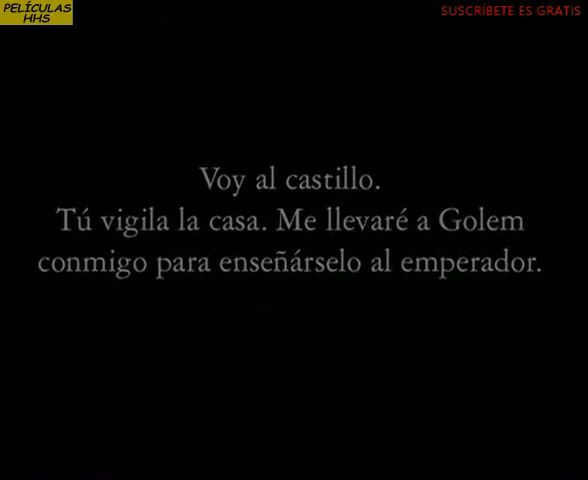 PELÍCULAS
HHS
SUSCRÍBETE ES GRATIS
Voy al castillo.
Tú vigila la casa. Me llevaré a Golem
conmigo para enseñárselo al emperador.